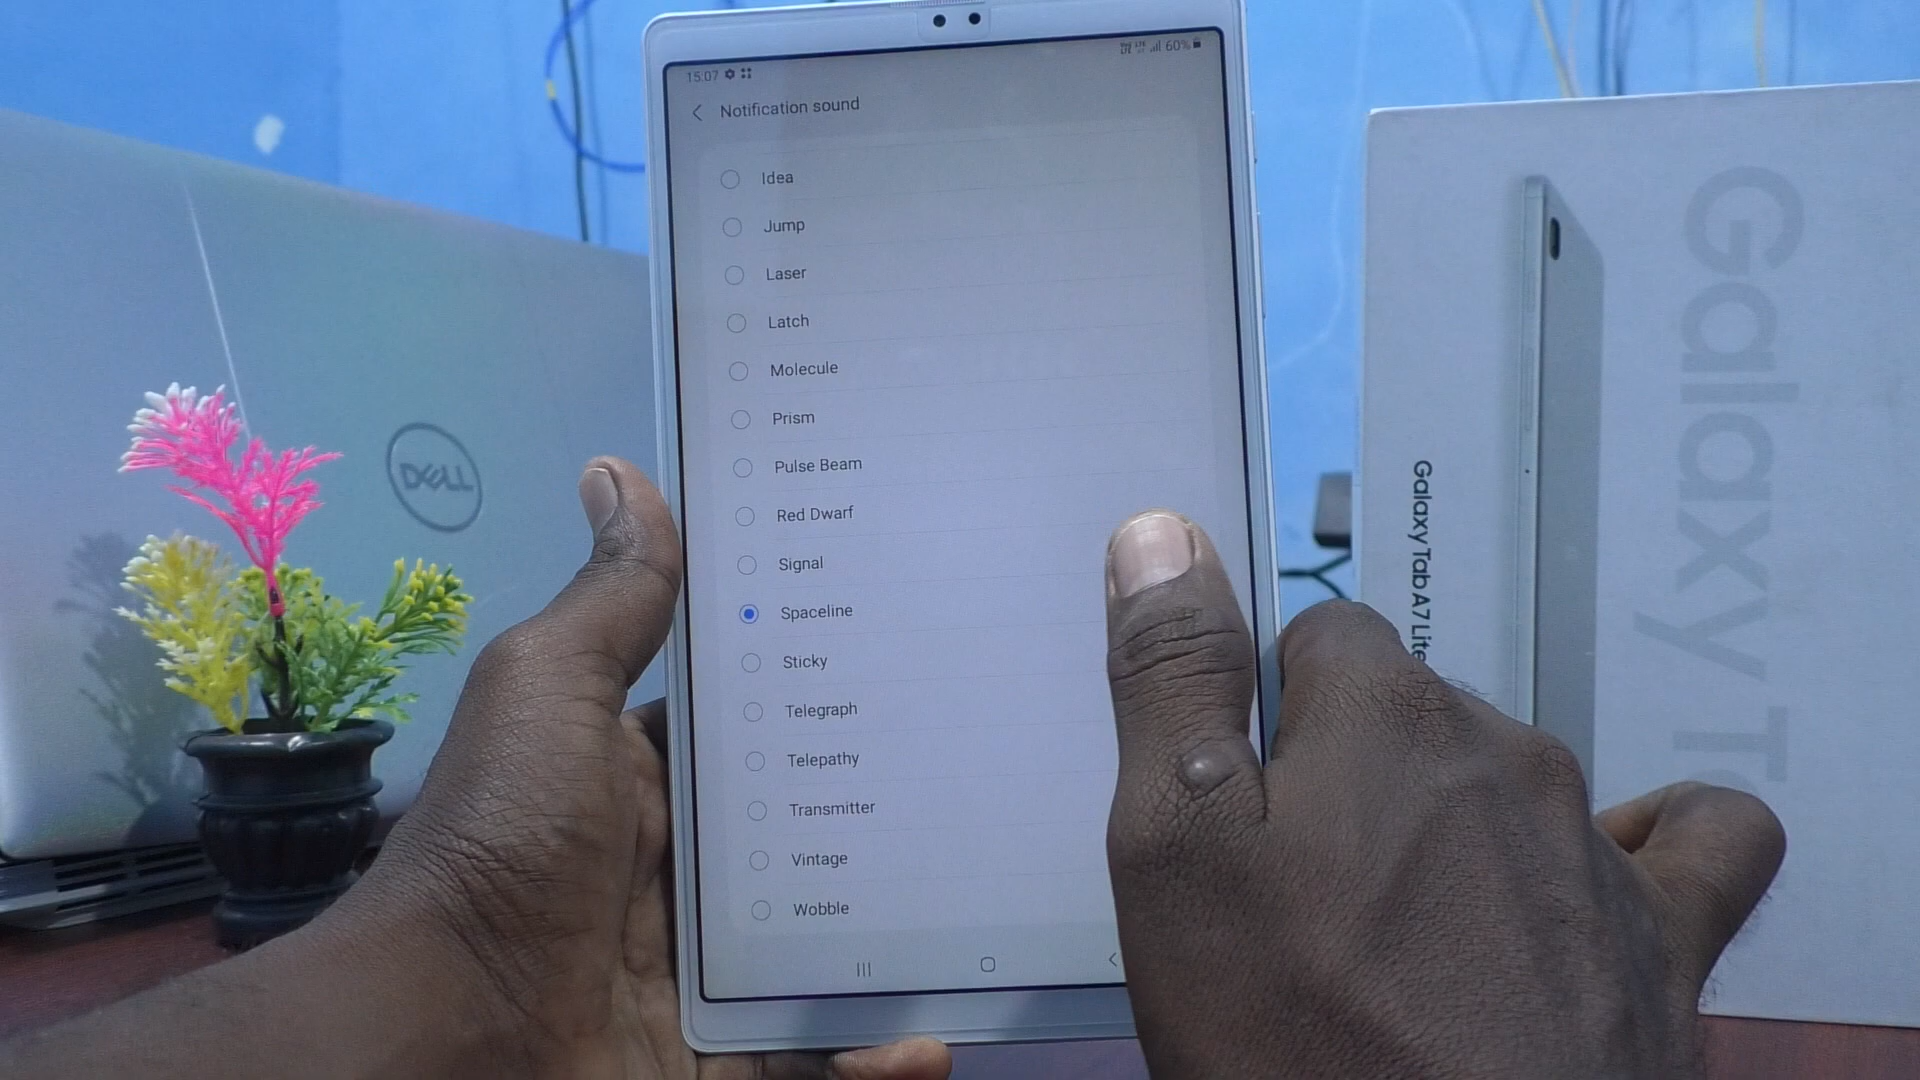 15:07
60%
Notification sound
Idea
Jump
Laser
Latch
Molecule
Prism
Pulse Beam
Red Dwarf
Signal
Spaceline
Sticky
Telegraph
Telepathy
Transmitter
Vintage
Wobble
DELL
Galaxy Tab A7 Lite
Galaxy T